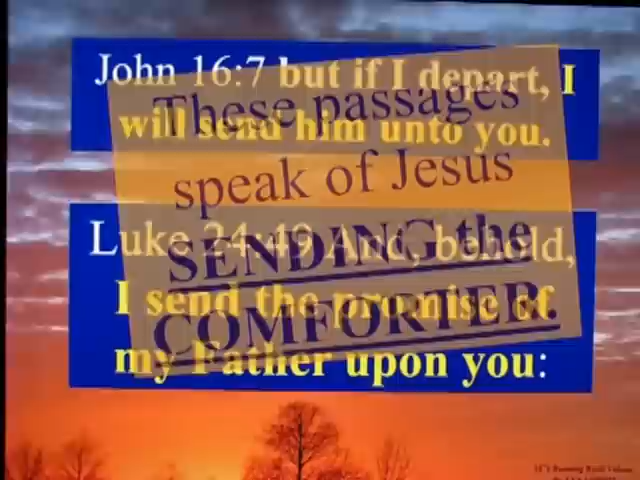 John 16:7 but if I depart, I
will send him unto you.
Luke 24:49 And, behold,
I send the promise of
my Father upon you:
These passages
speak of Jesus
SENDING the
COMFORTER.